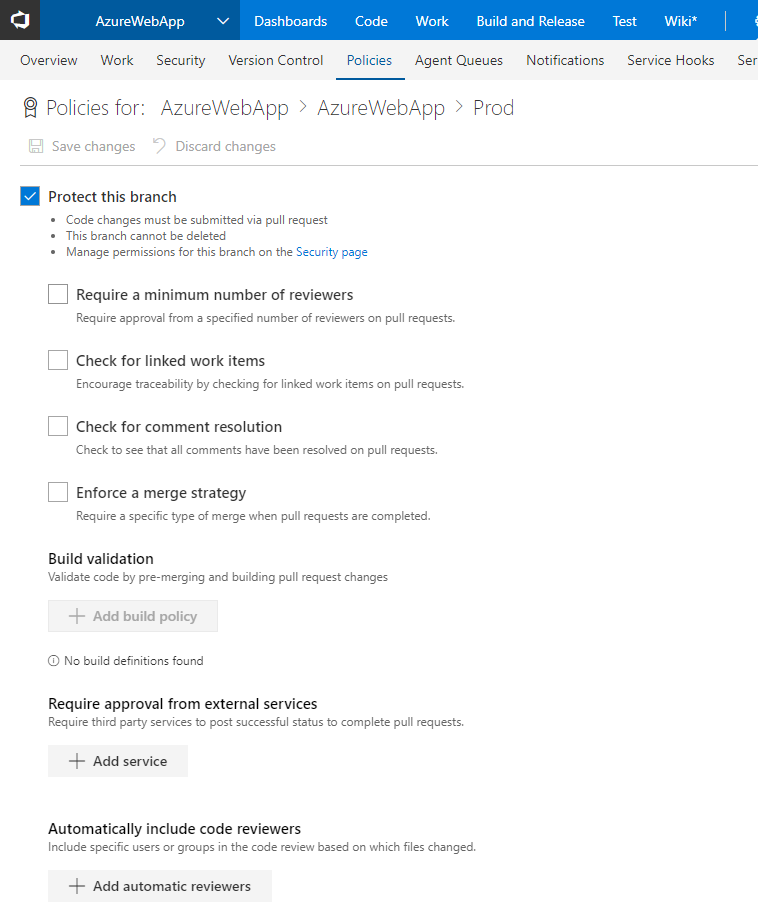 AzureWebApp Dashboards Code Work Build and Release Test Wiki*
Overview Work Security Version Control Policies Agent Queues Notifications Service Hooks Ser
Policies for: AzureWebApp > AzureWebApp > Prod
Save changes Discard changes
Protect this branch
• Code changes must be submitted via pull request
• This branch cannot be deleted
• Manage permissions for this branch on the Security page
Require a minimum number of reviewers
Require approval from a specified number of reviewers on pull requests.
Check for linked work items
Encourage traceability by checking for linked work items on pull requests.
Check for comment resolution
Check to see that all comments have been resolved on pull requests.
Enforce a merge strategy
Require a specific type of merge when pull requests are completed.
Build validation
Validate code by pre-merging and building pull request changes
+ Add build policy
No build definitions found
Require approval from external services
Require third party services to post successful status to complete pull requests.
+ Add service
Automatically include code reviewers
Include specific users or groups in the code review based on which files changed.
+ Add automatic reviewers